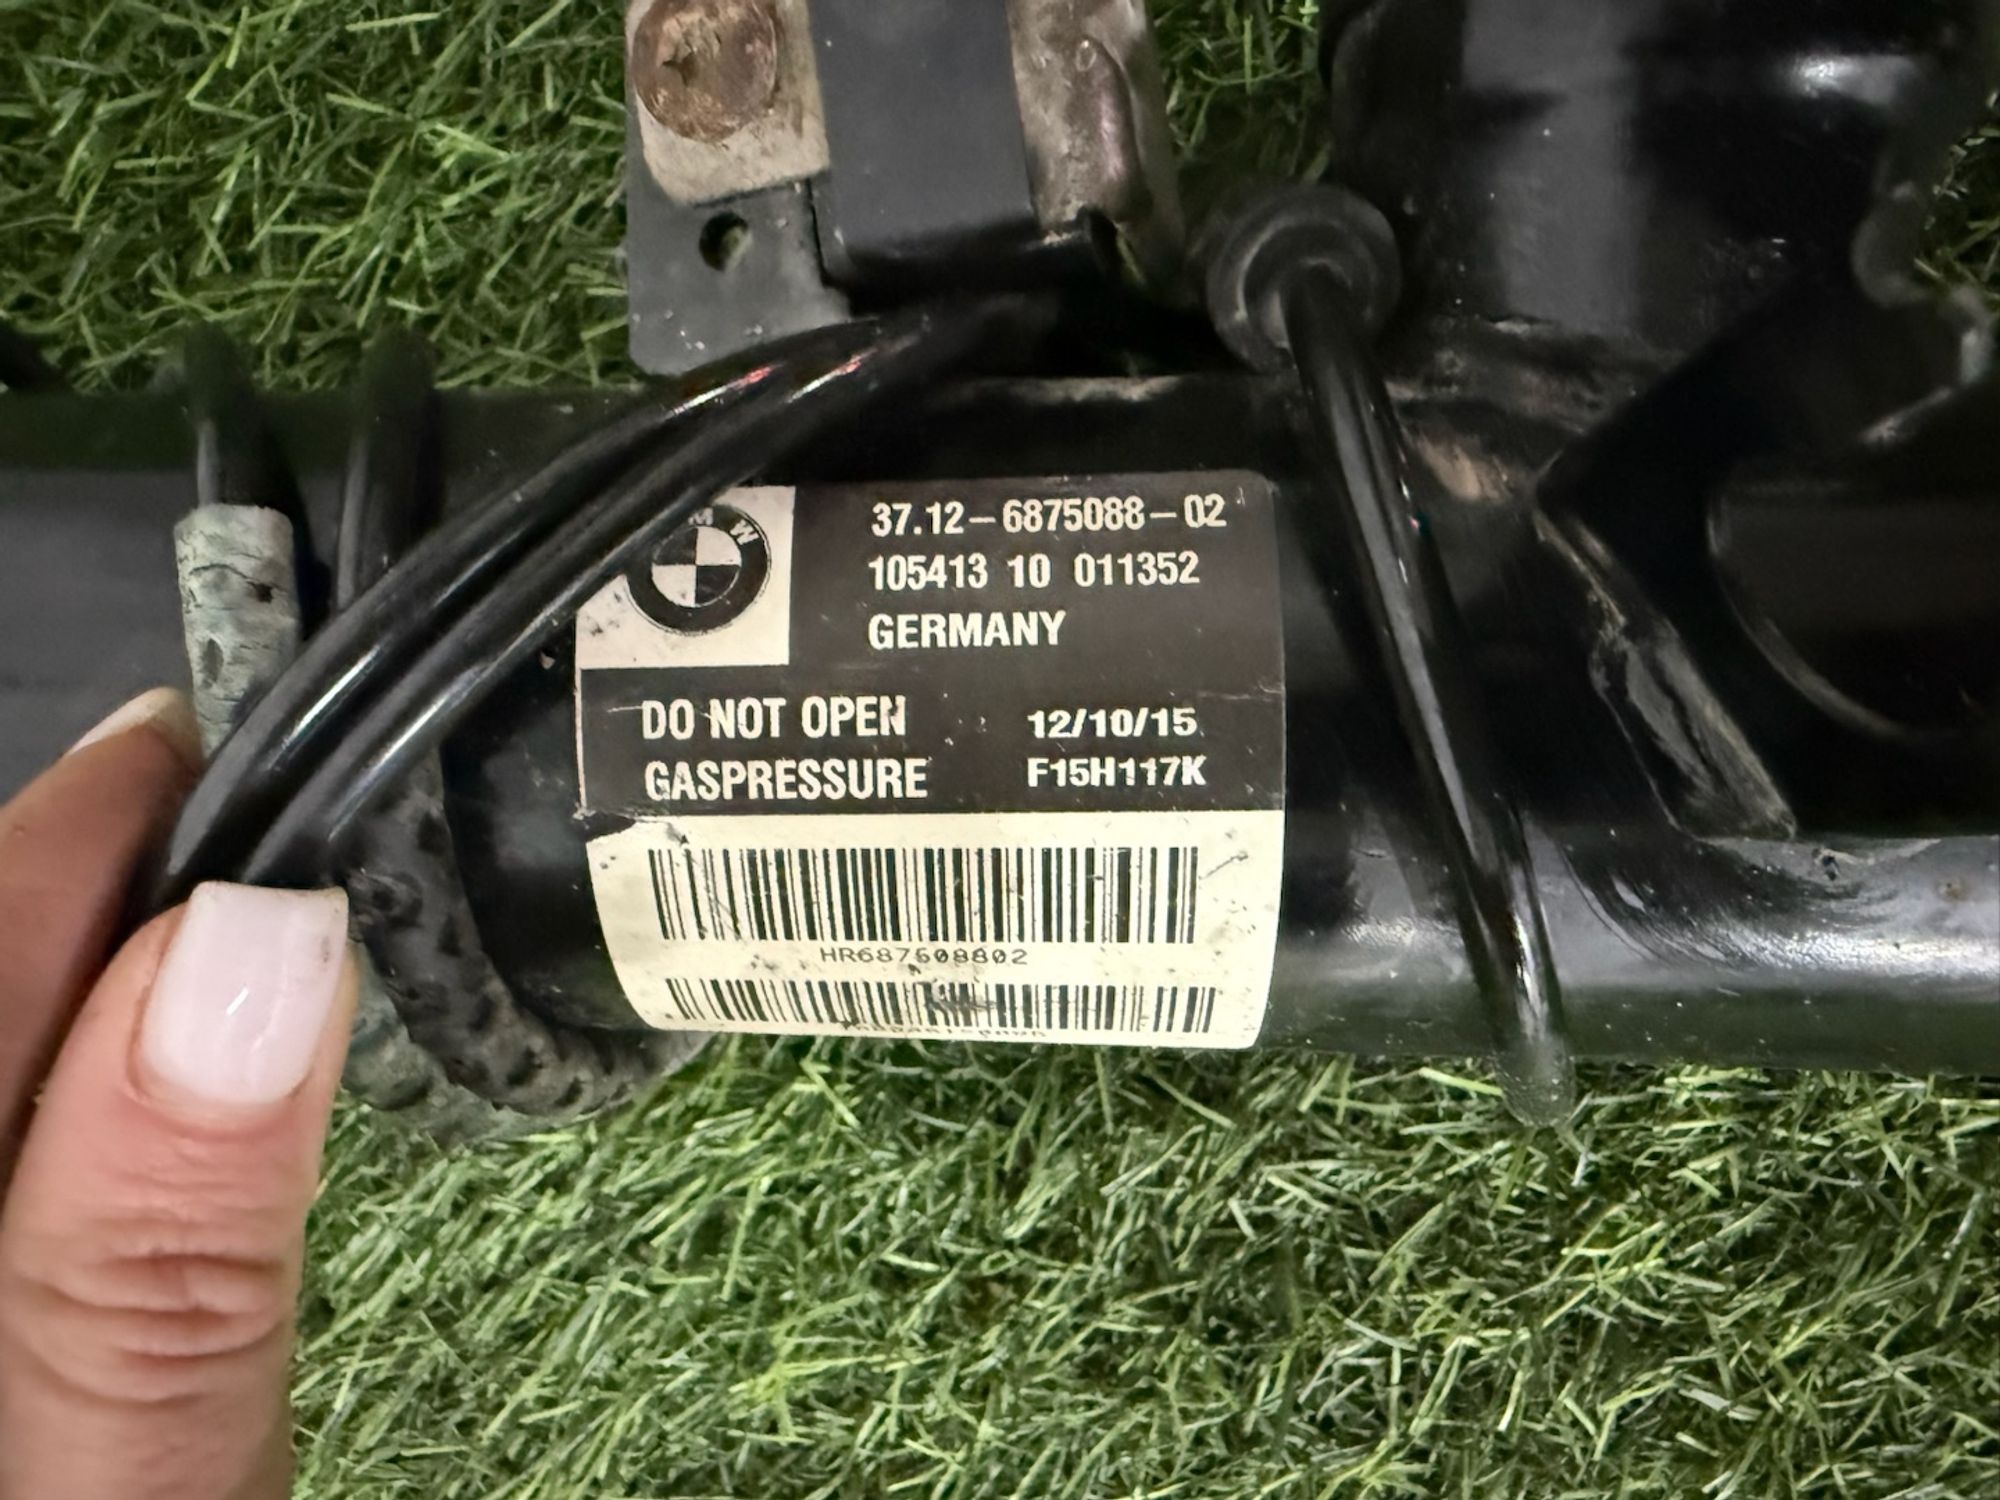 M W
37.12-6875088-02
105413 10 011352
GERMANY
DO NOT OPEN 12/10/15
GASPRESSURE F15H117K
HR687508802